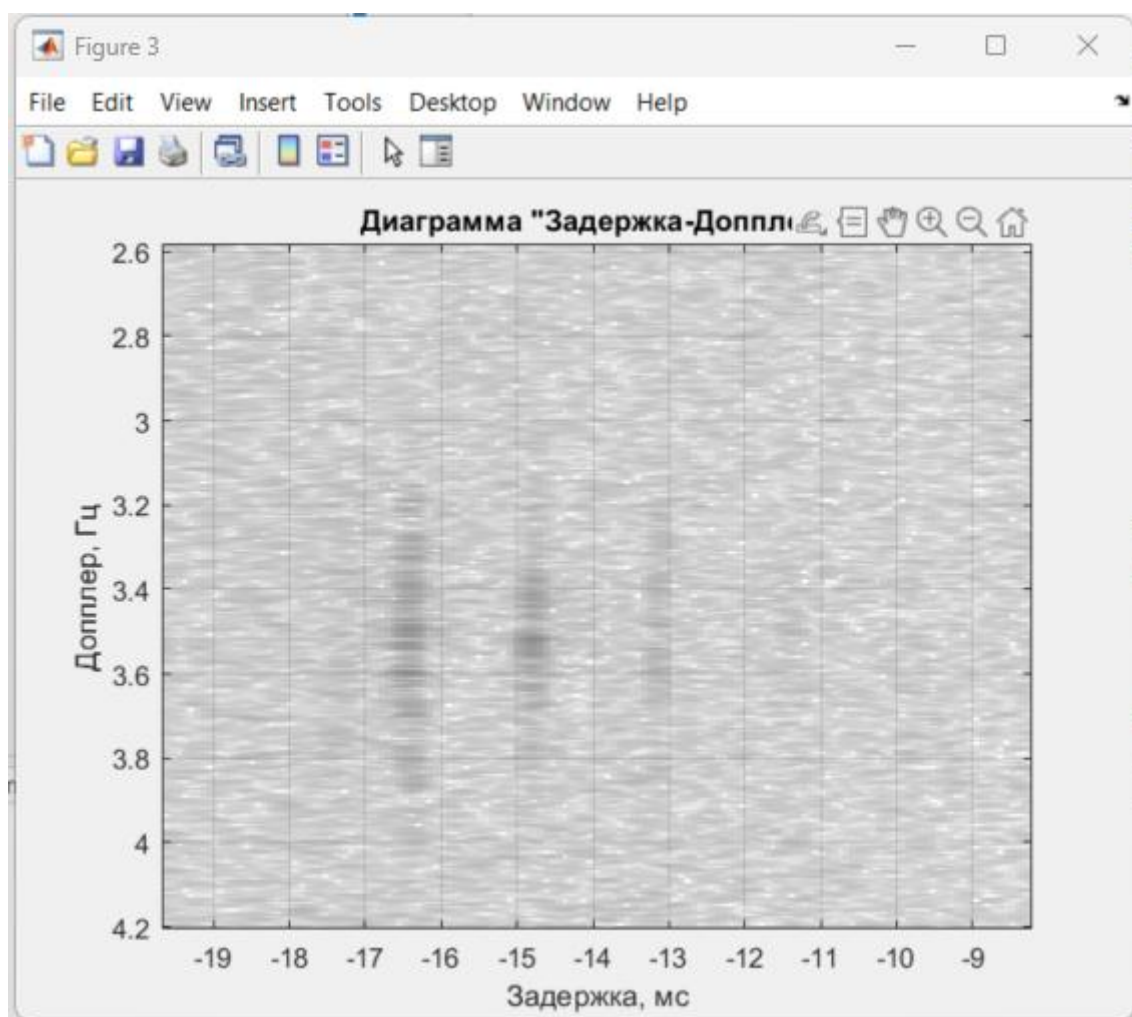 Figure 3
File Edit View Insert Tools Desktop Window Help
Диаграмма "Задержка-Доппл
2.6
2.8
3
3.2
3.4
3.6
3.8
4
4.2
Допплер, Гц
-19 -18 -17 -16 -15 -14 -13 -12 -11 -10 -9
Задержка, мс